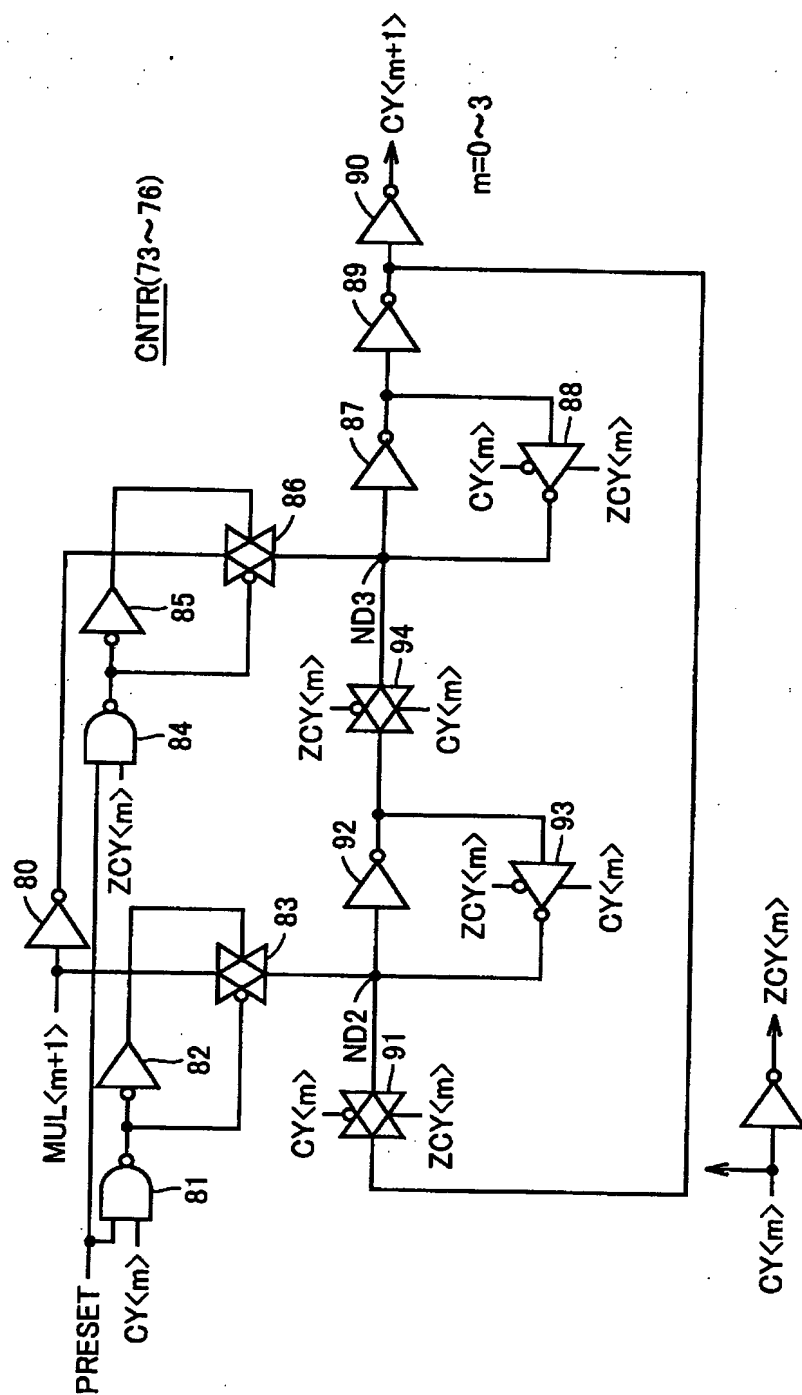 CNTR(73~76)
PRESET
CY<m>
81
82
MUL<m+1>
80
ZCY<m>
84
85
83
86
CY<m>
ND2
91
ZCY<m>
92
ZCY<m>
93
CY<m>
ZCY<m>
ND3
94
CY<m>
87
CY<m>
88
ZCY<m>
89
90
CY<m+1>
m=0~3
CY<m>
ZCY<m>